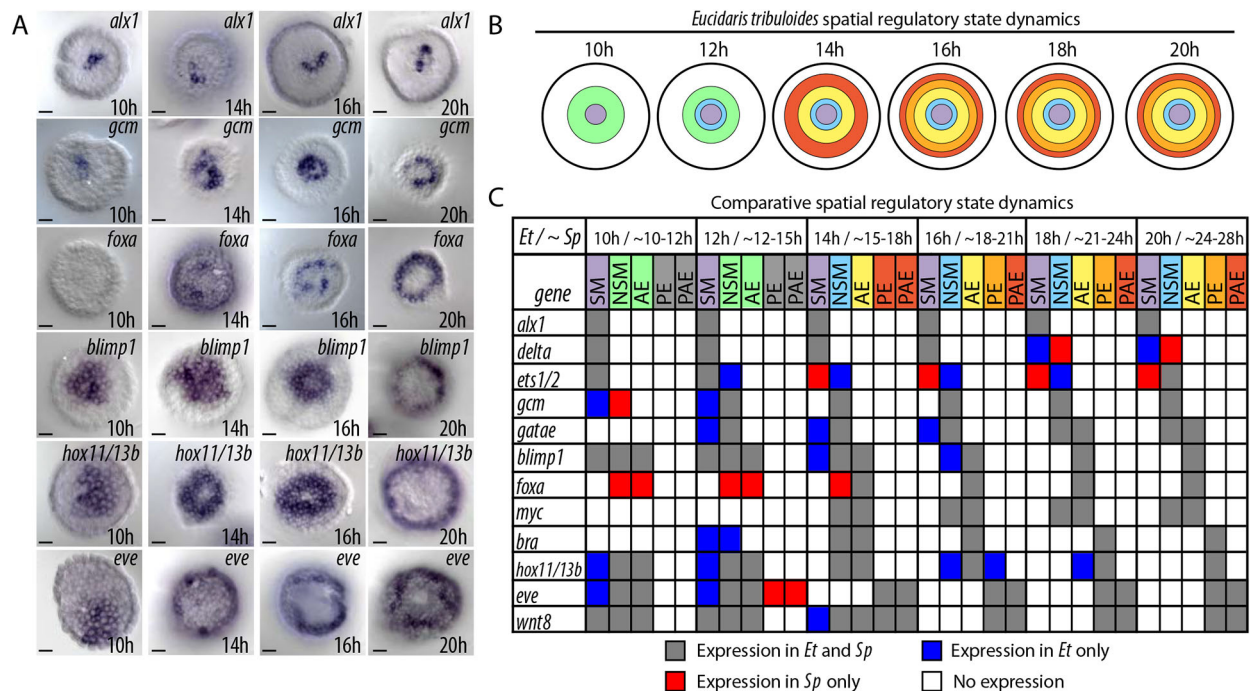 A
alx1
10h
alx1
14h
alx1
16h
alx1
20h
gcm
10h
gcm
14h
gcm
16h
gcm
20h
foxa
10h
foxa
14h
foxa
16h
foxa
20h
blimp1
10h
blimp1
14h
blimp1
16h
blimp1
20h
hox11/13b
10h
hox11/13b
14h
hox11/13b
16h
hox11/13b
20h
eve
10h
eve
14h
eve
16h
eve
20h
B
Eucidaris tribuloides spatial regulatory state dynamics
10h 12h 14h 16h 18h 20h
C
Comparative spatial regulatory state dynamics
Et / ~ Sp 10h / ~10-12h 12h / ~12-15h 14h / ~15-18h 16h / ~18-21h 18h / ~21-24h 20h / ~24-28h
gene SM NSM AE PE PAE SM NSM AE PE PAE SM NSM AE PE PAE SM NSM AE PE PAE SM NSM AE PE PAE SM NSM AE PE PAE
alx1
delta
ets1/2
gcm
gatae
blimp1
foxa
myc
bra
hox11/13b
eve
wnt8
Expression in Et and Sp
Expression in Et only
Expression in Sp only
No expression